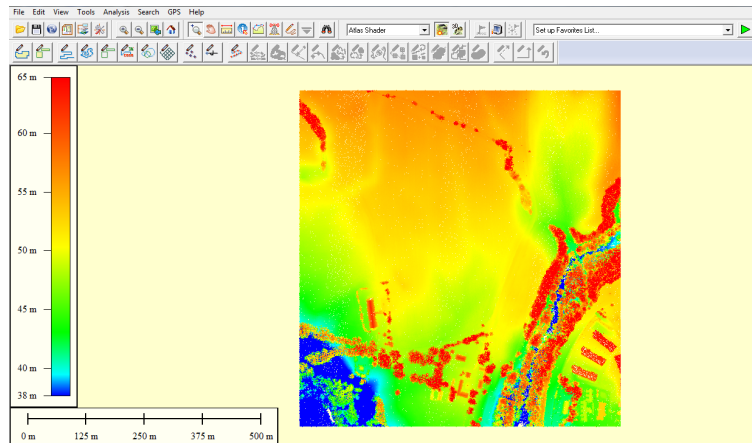 File Edit View Tools Analysis Search GPS Help
Atlas Shader
Set up Favorites List...
65 m
60 m
55 m
50 m
45 m
40 m
38 m
0 m 125 m 250 m 375 m 500 m